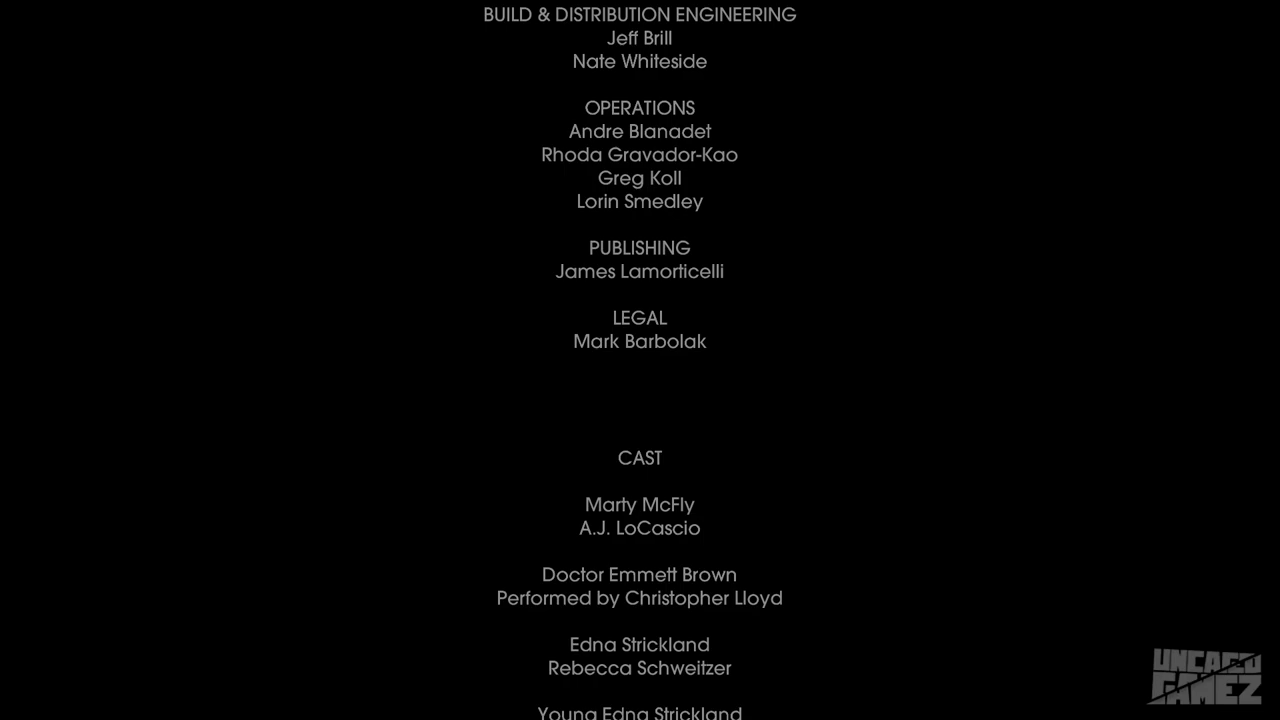 BUILD & DISTRIBUTION ENGINEERING
Jeff Brill
Nate Whiteside
OPERATIONS
Andre Blanadet
Rhoda Gravador-Kao
Greg Koll
Lorin Smedley
PUBLISHING
James Lamorticelli
LEGAL
Mark Barbolak
CAST
Marty McFly
A.J. LoCascio
Doctor Emmett Brown
Performed by Christopher Lloyd
Edna Strickland
Rebecca Schweitzer
Young Edna Strickland
UNCAGD
GAMEZ